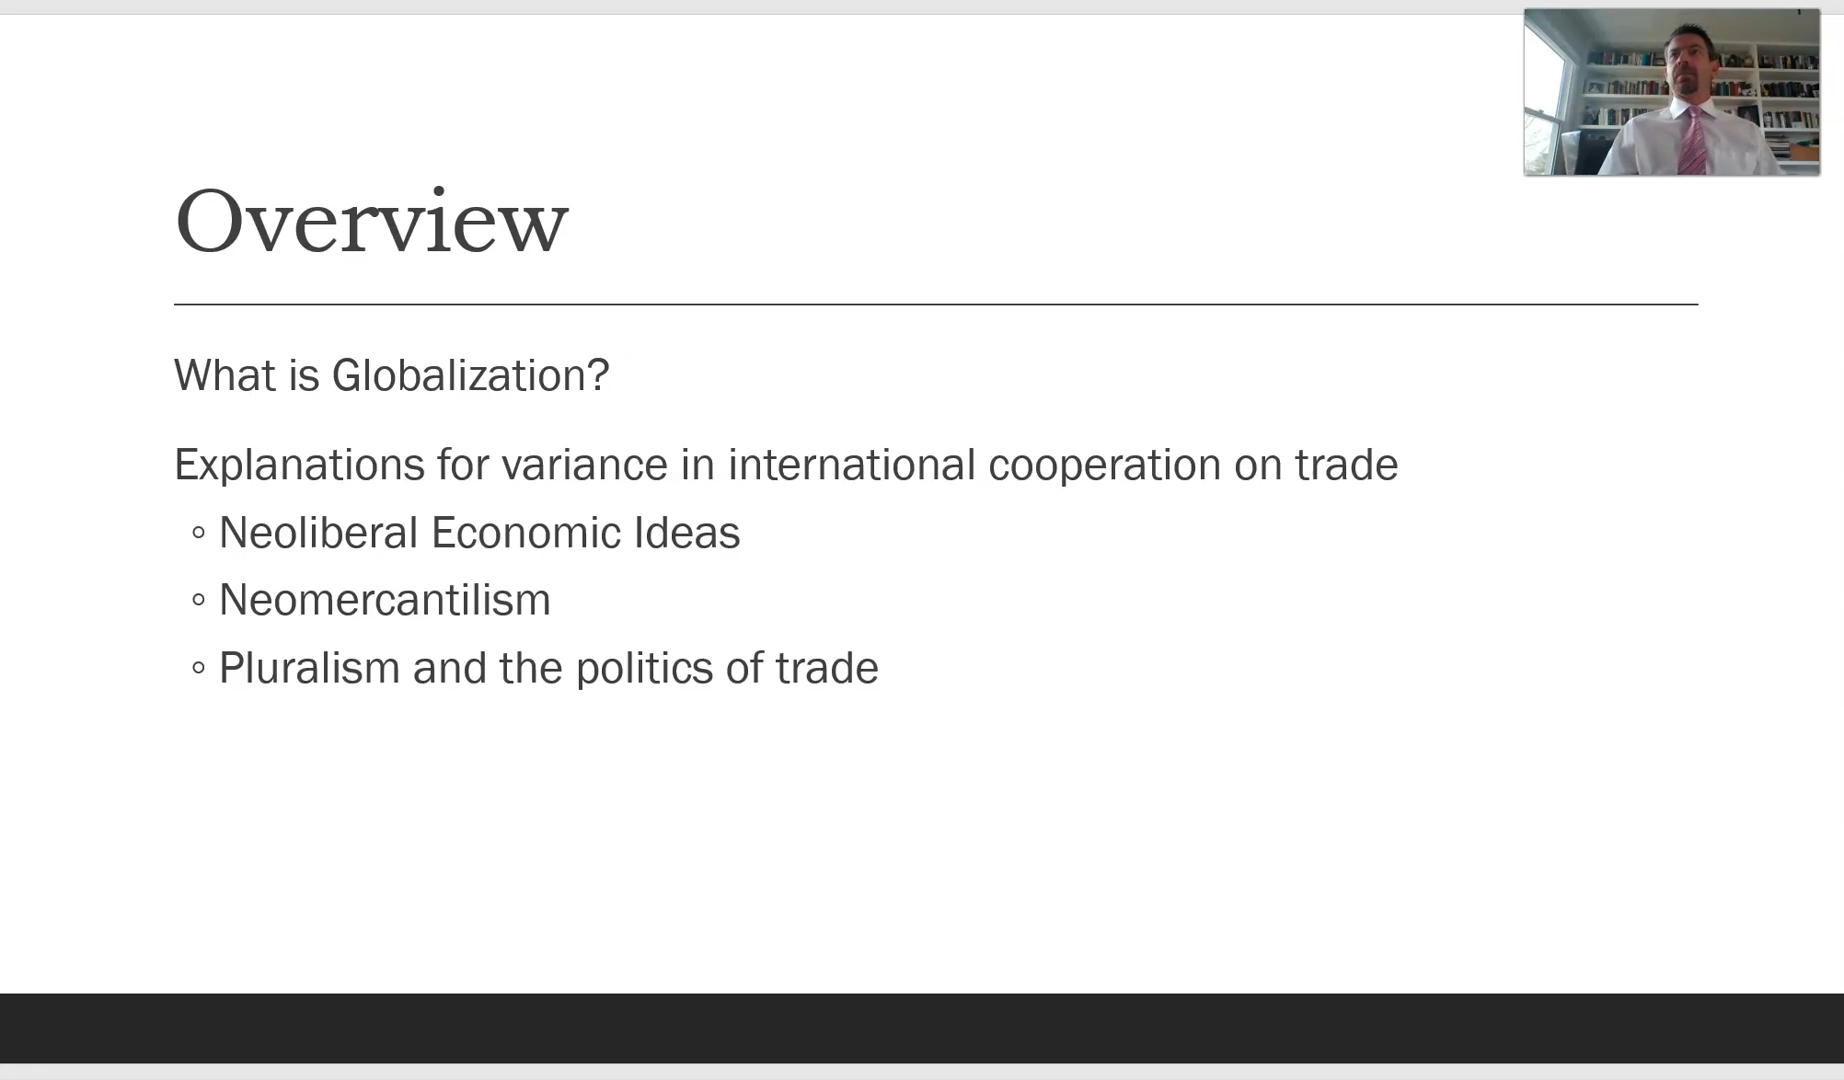 Overview
What is Globalization?
Explanations for variance in international cooperation on trade
◦ Neoliberal Economic Ideas
◦ Neomercantilism
◦ Pluralism and the politics of trade